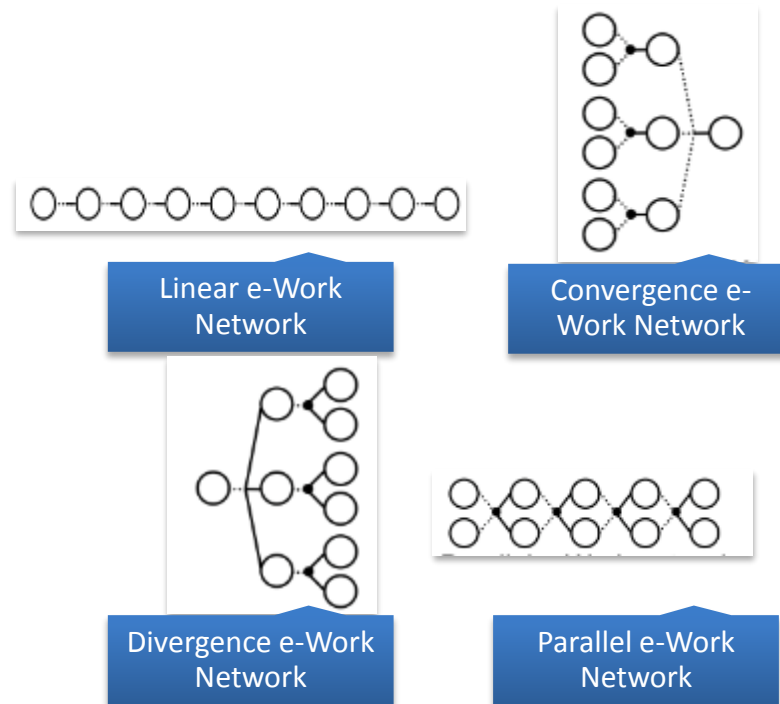 Linear e-Work
Network
Convergence e-
Work Network
Divergence e-Work
Network
Parallel e-Work
Network